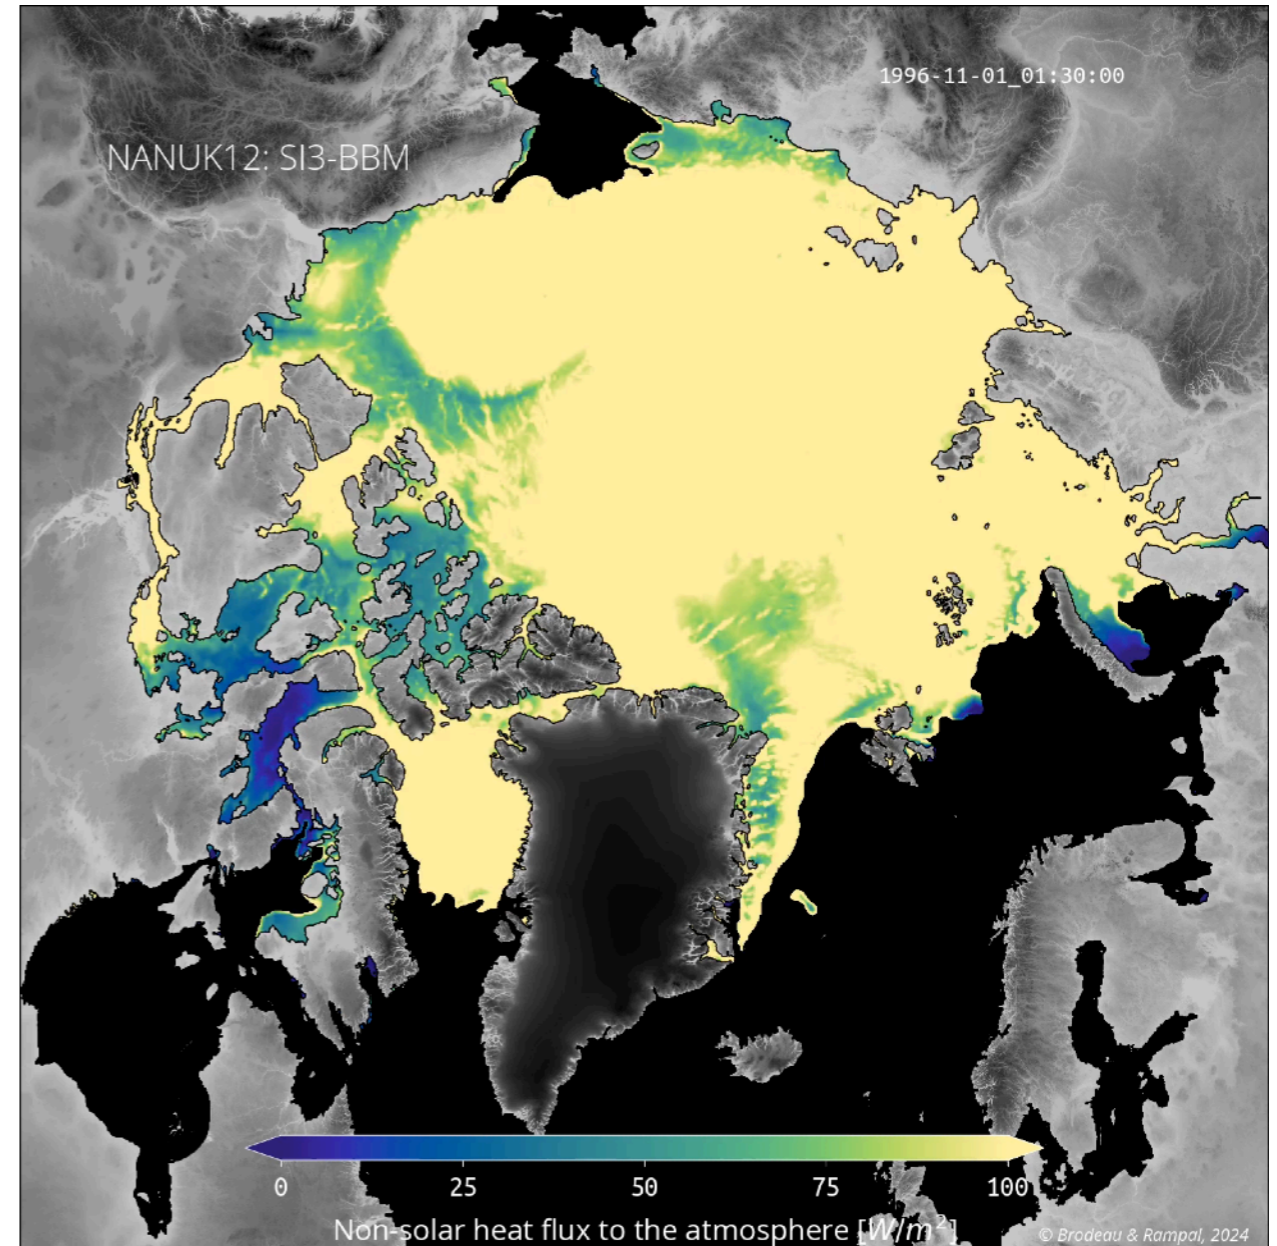 1996-11-01_01:30:00
NANUK12: SI3-BBM
0 25 50 75 100
Non-solar heat flux to the atmosphere [W/m²]
© Brodeau & Rampal, 2024